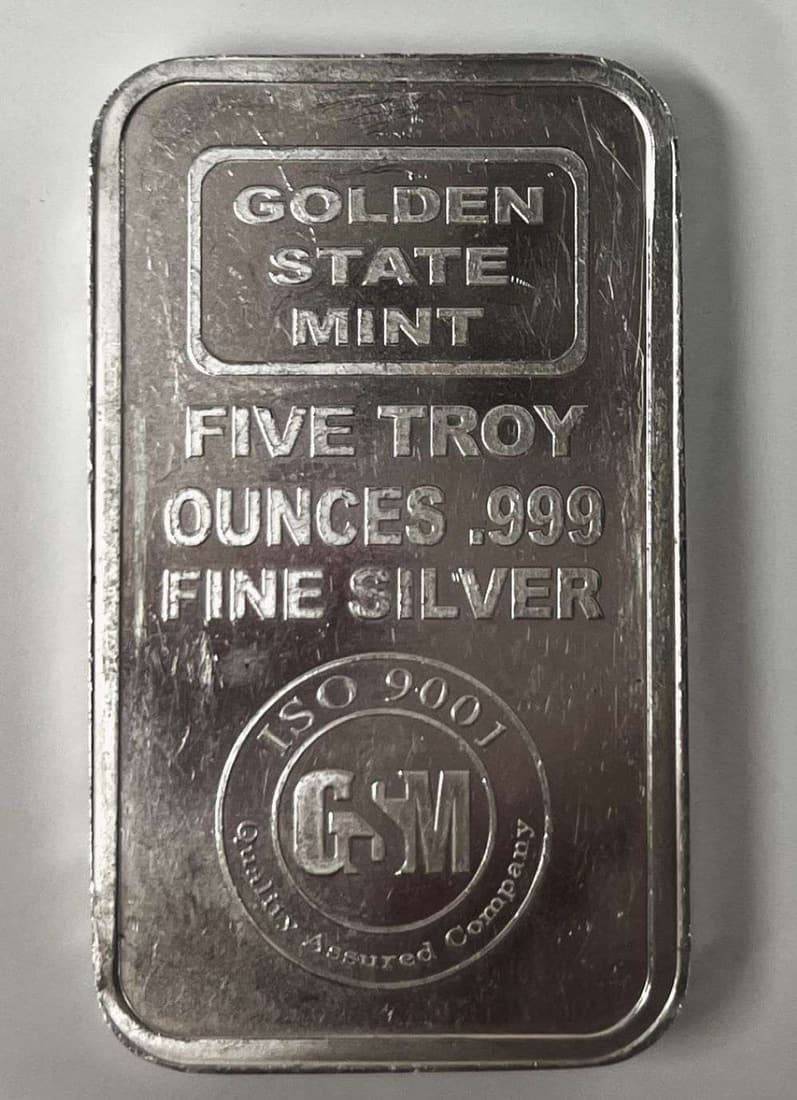 GOLDEN
STATE
MINT
FIVE TROY
OUNCES .999
FINE SILVER
ISO 9001
GSM
Quality Assured Company